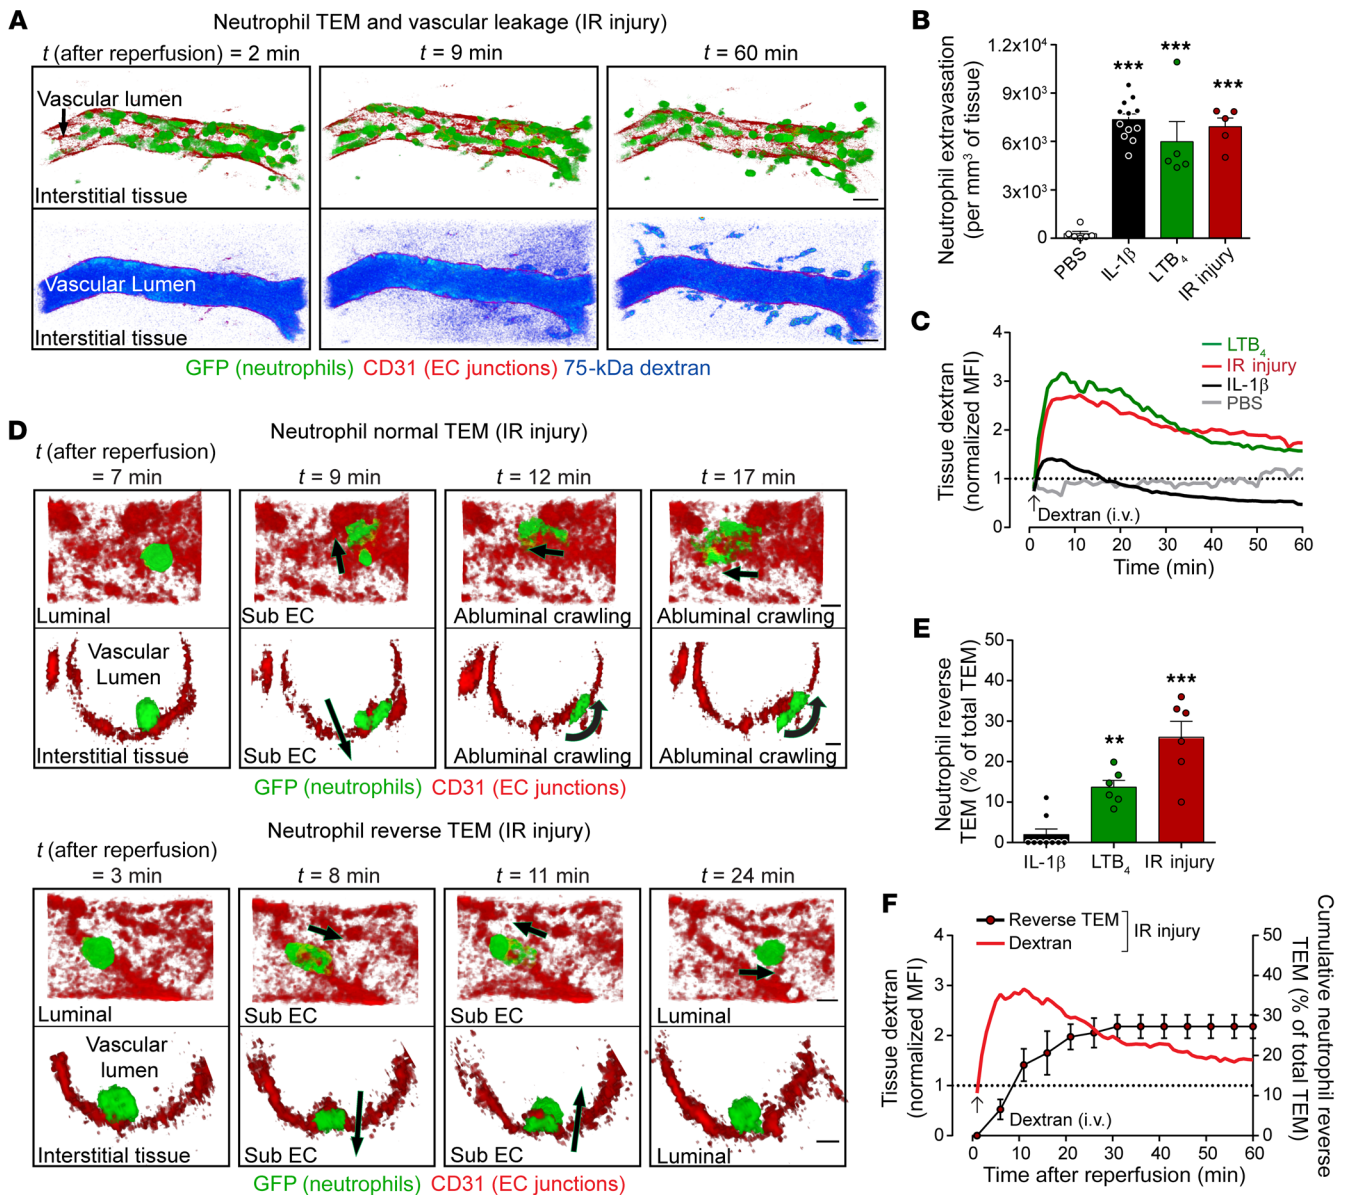 A
Neutrophil TEM and vascular leakage (IR injury)
t (after reperfusion) = 2 min
t = 9 min
t = 60 min
Vascular lumen
Interstitial tissue
Vascular Lumen
Interstitial tissue
GFP (neutrophils) CD31 (EC junctions) 75-kDa dextran
B
Neutrophil extravasation
(per mm³ of tissue)
1.2x10⁴
9x10³
6x10³
3x10³
0
***
***
***
PBS
IL-1β
LTB₄
IR injury
C
Tissue dextran
(normalized MFI)
4
3
2
1
0
LTB₄
IR injury
IL-1β
PBS
Dextran (i.v.)
0 10 20 30 40 50 60
Time (min)
D
Neutrophil normal TEM (IR injury)
t (after reperfusion)
= 7 min
t = 9 min
t = 12 min
t = 17 min
Luminal
Sub EC
Abluminal crawling
Abluminal crawling
Vascular
Lumen
Interstitial tissue
Sub EC
Abluminal crawling
Abluminal crawling
GFP (neutrophils) CD31 (EC junctions)
Neutrophil reverse TEM (IR injury)
t (after reperfusion)
= 3 min
t = 8 min
t = 11 min
t = 24 min
Luminal
Sub EC
Sub EC
Luminal
Vascular
lumen
Interstitial tissue
Sub EC
Sub EC
Luminal
GFP (neutrophils) CD31 (EC junctions)
E
Neutrophil reverse
TEM (% of total TEM)
50
40
30
20
10
0
**
***
IL-1β
LTB₄
IR injury
F
Reverse TEM
Dextran
IR injury
Tissue dextran
(normalized MFI)
4
3
2
1
0
Dextran (i.v.)
50
40
30
20
10
0
Cumulative neutrophil reverse
TEM (% of total TEM)
0 10 20 30 40 50 60
Time after reperfusion (min)